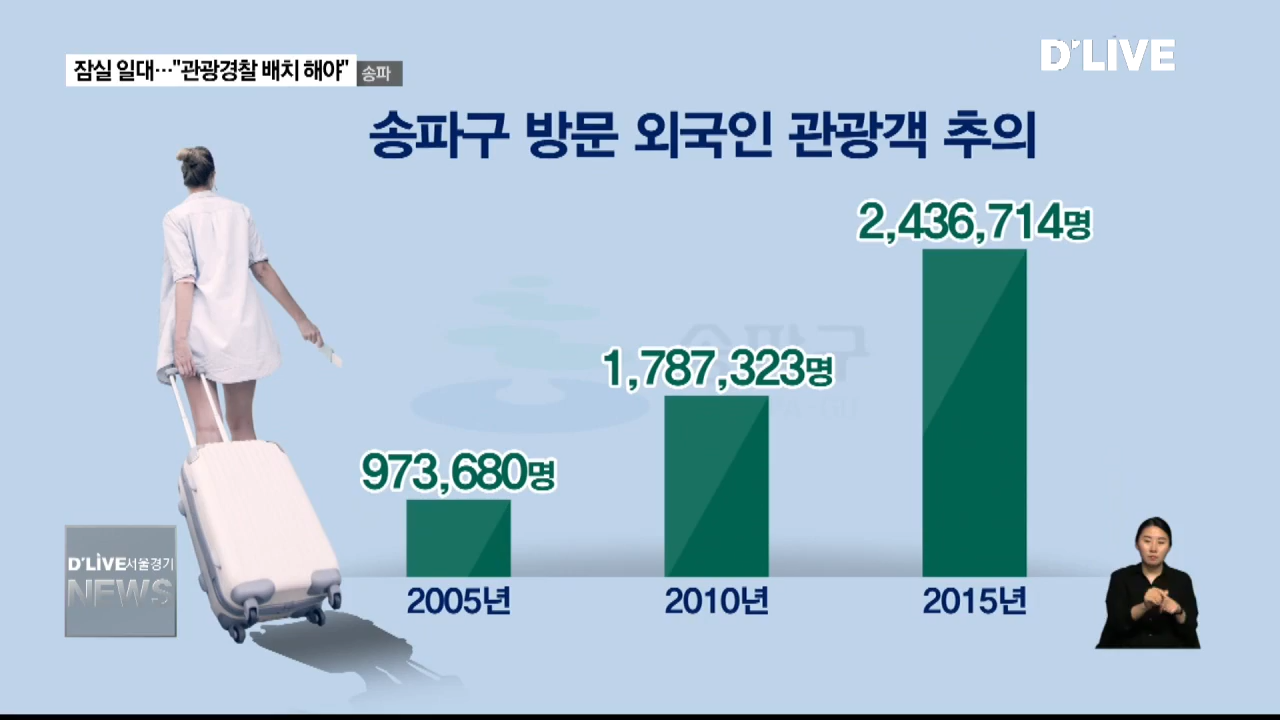 D'LIVE
잠실 일대…"관광경찰 배치 해야" 송파
송파구 방문 외국인 관광객 추의
2,436,714명
송파구
1,787,323명
973,680명
2005년 2010년 2015년
D'LIVE서울경기
NEWS